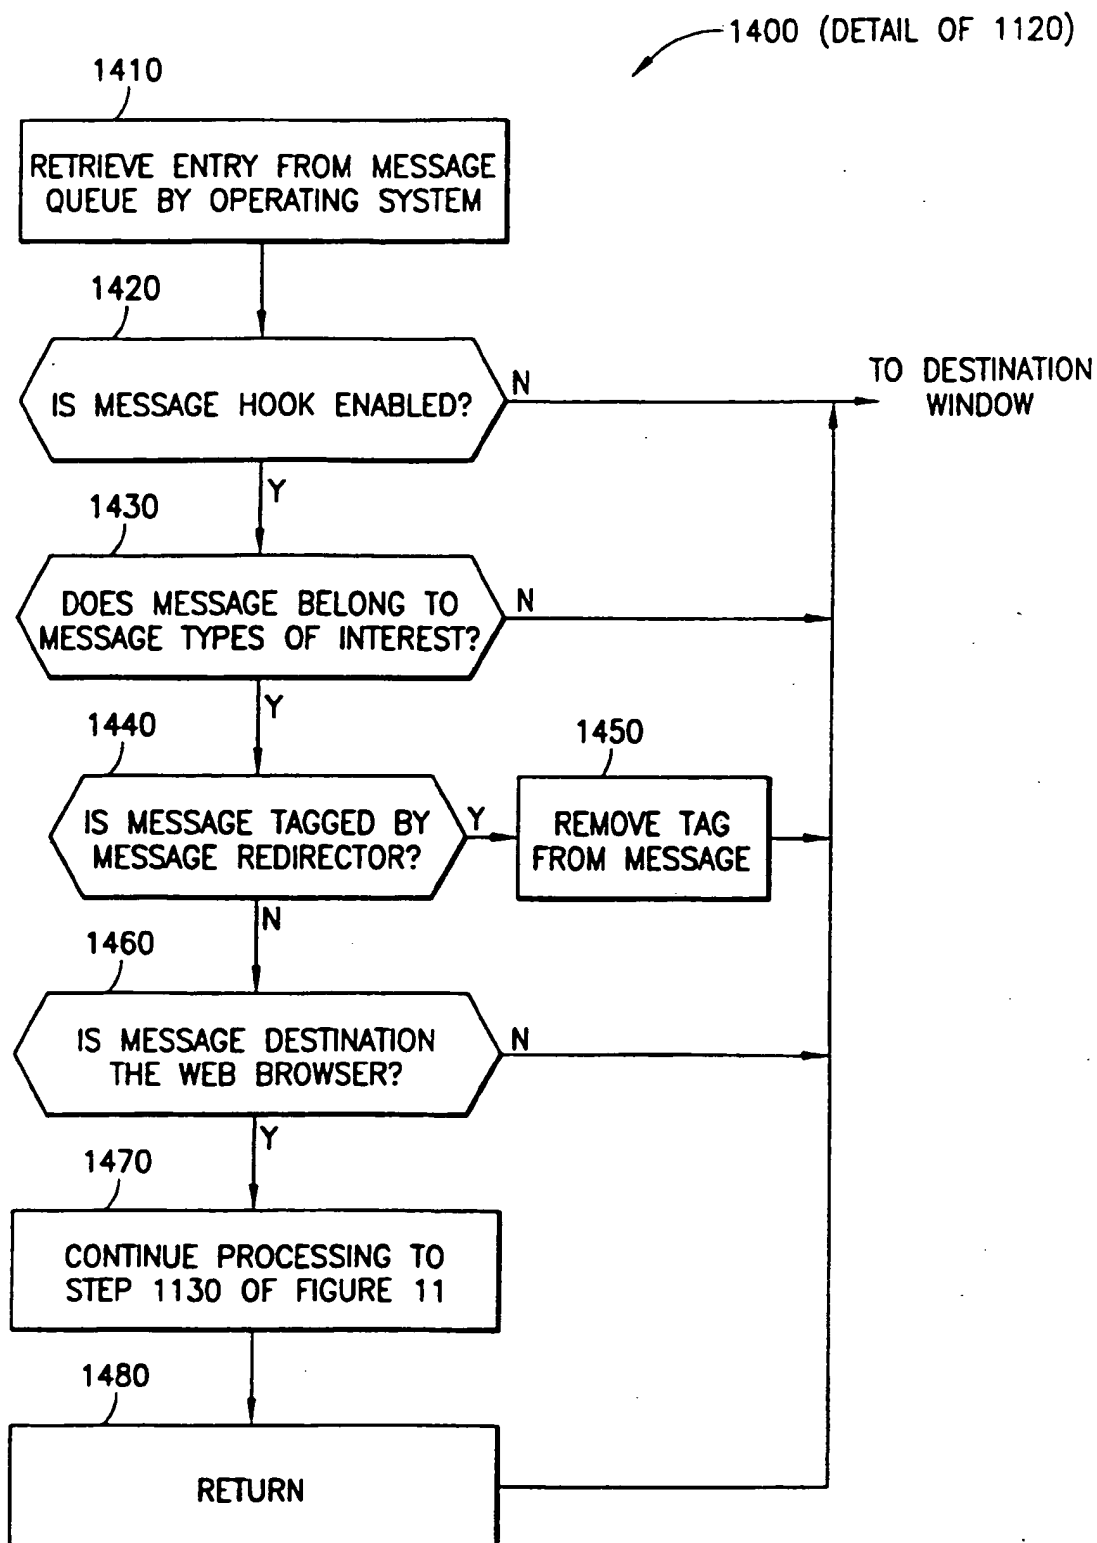 1400 (DETAIL OF 1120)
1410
RETRIEVE ENTRY FROM MESSAGE
QUEUE BY OPERATING SYSTEM
1420
IS MESSAGE HOOK ENABLED?
N
TO DESTINATION
WINDOW
Y
1430
DOES MESSAGE BELONG TO
MESSAGE TYPES OF INTEREST?
N
Y
1440
IS MESSAGE TAGGED BY
MESSAGE REDIRECTOR?
Y
1450
REMOVE TAG
FROM MESSAGE
N
1460
IS MESSAGE DESTINATION
THE WEB BROWSER?
N
Y
1470
CONTINUE PROCESSING TO
STEP 1130 OF FIGURE 11
1480
RETURN